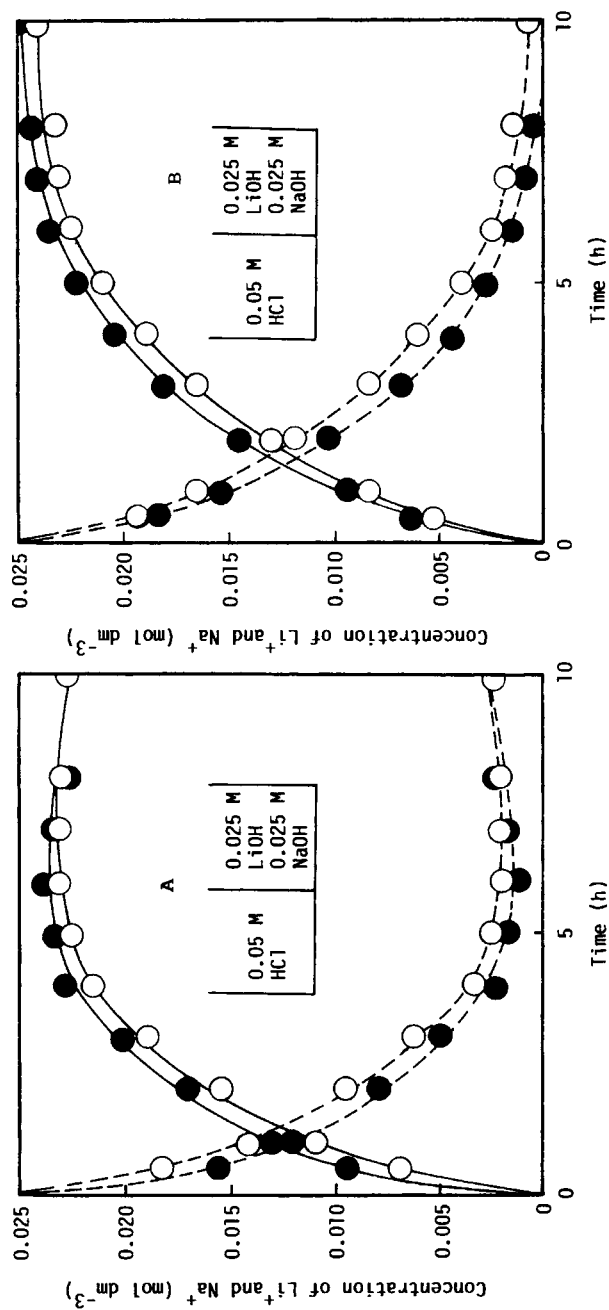 Concentration of Li⁺and Na⁺ (mol dm⁻³)
0.025
0.020
0.015
0.010
0.005
0
A
0.05 M
HCl
0.025 M
LiOH
0.025 M
NaOH
0
5
10
Time (h)
Concentration of Li⁺and Na⁺ (mol dm⁻³)
0.025
0.020
0.015
0.010
0.005
0
B
0.05 M
HCl
0.025 M
LiOH
0.025 M
NaOH
0
5
10
Time (h)